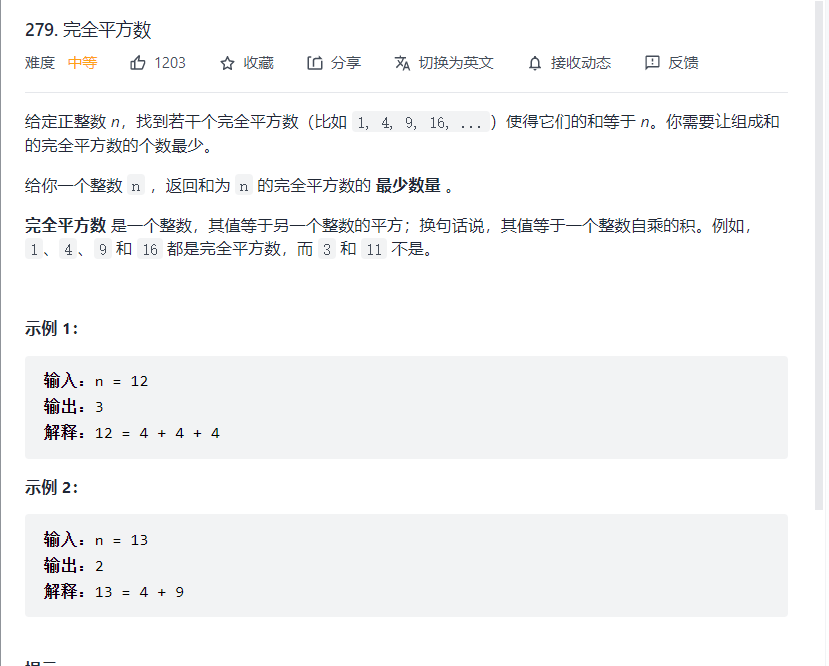 279. 完全平方数
难度 中等 1203 收藏 分享 切换为英文 接收动态 反馈
给定正整数 n，找到若干个完全平方数（比如 1, 4, 9, 16, ...）使得它们的和等于 n。你需要让组成和
的完全平方数的个数最少。
给你一个整数 n ，返回和为 n 的完全平方数的 最少数量 。
完全平方数 是一个整数，其值等于另一个整数的平方；换句话说，其值等于一个整数自乘的积。例如，
1、4、9 和 16 都是完全平方数，而 3 和 11 不是。
示例 1：
输入：n = 12
输出：3
解释：12 = 4 + 4 + 4
示例 2：
输入：n = 13
输出：2
解释：13 = 4 + 9